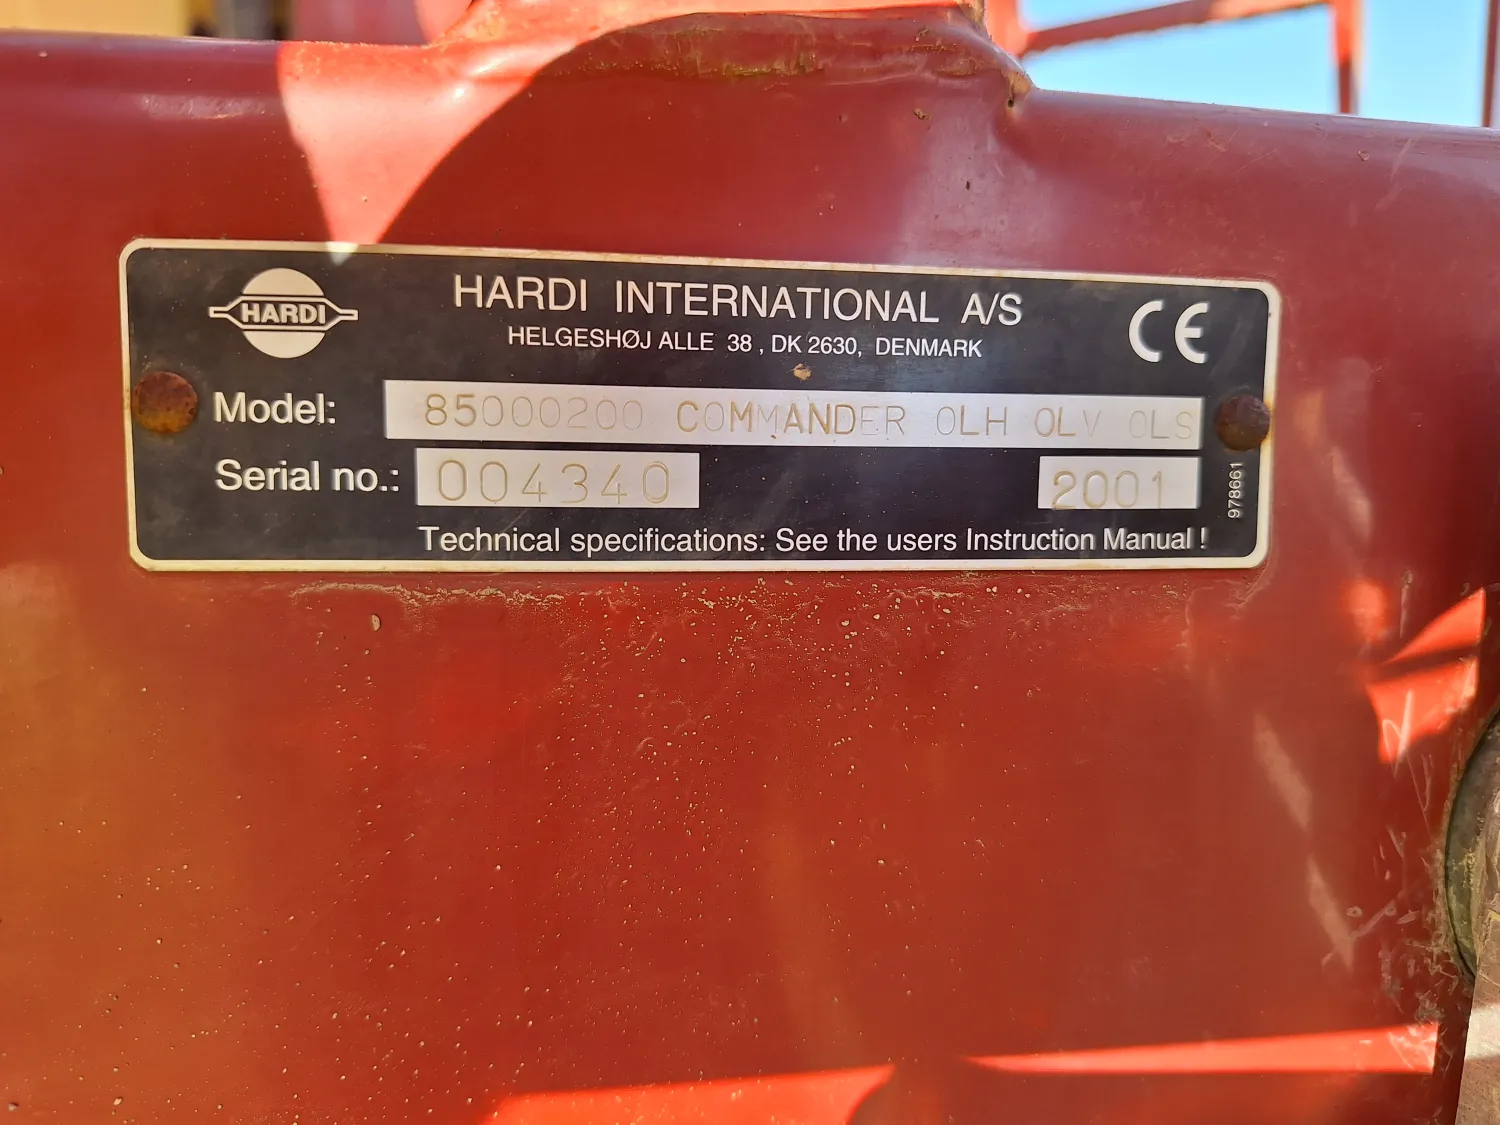 HARDI
HARDI INTERNATIONAL A/S
HELGESHØJ ALLE 38, DK 2630, DENMARK
CE
Model: 85000200 COMMANDER OLH OLV OLS
Serial no.: 004340 2001
978661
Technical specifications: See the users Instruction Manual !